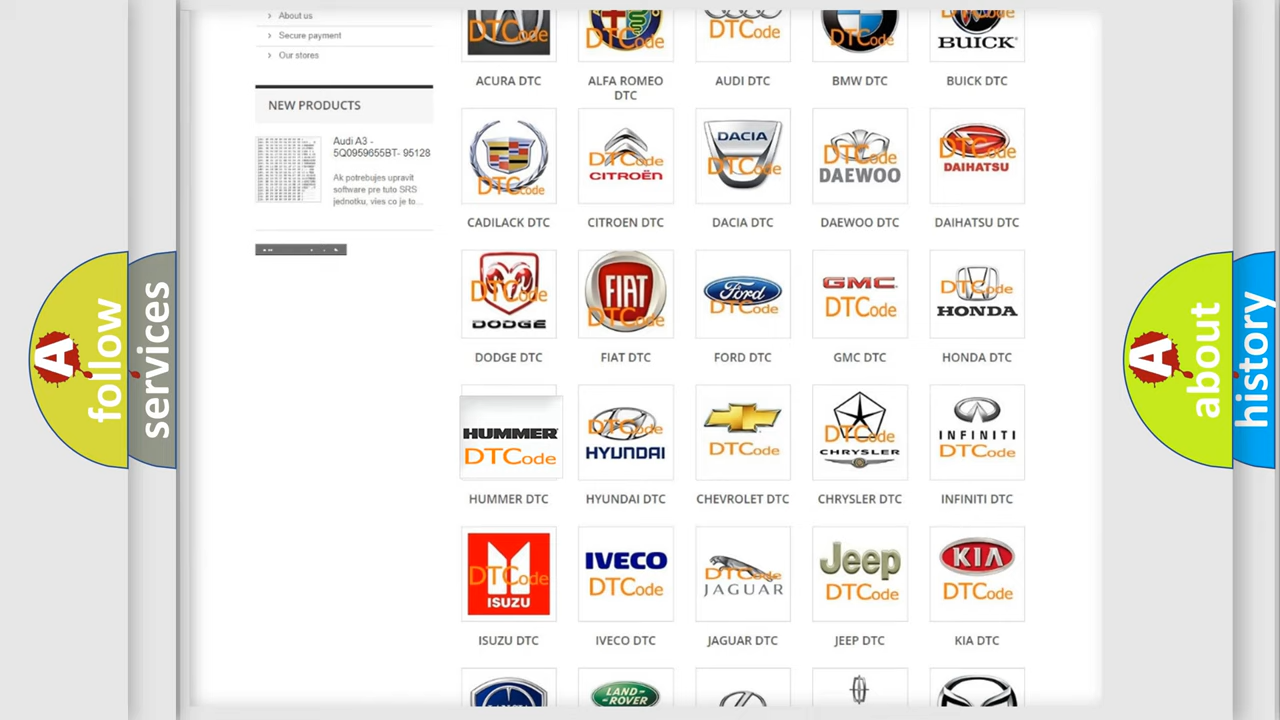 About us
Secure payment
Our stores
NEW PRODUCTS
Audi A3 -
5Q0959655BT- 95128
Ak potrebujes upravit
software pre tuto SRS
jednotku, vies co je to...
DTCode
DTCode
DTCode
DTCode
DTCode
BUICK
ACURA DTC
ALFA ROMEO
DTC
AUDI DTC
BMW DTC
BUICK DTC
DTCode
DTCode
CITROËN
DACIA
DTCode
DTCode
DAEWOO
DTCode
DAIHATSU
CADILACK DTC
CITROEN DTC
DACIA DTC
DAEWOO DTC
DAIHATSU DTC
DTCode
DODGE
FIAT
DTCode
Ford
DTCode
GMC
DTCode
DTCode
HONDA
DODGE DTC
FIAT DTC
FORD DTC
GMC DTC
HONDA DTC
HUMMER
DTCode
DTCode
HYUNDAI
DTCode
DTCode
CHRYSLER
INFINITI
DTCode
HUMMER DTC
HYUNDAI DTC
CHEVROLET DTC
CHRYSLER DTC
INFINITI DTC
DTCode
ISUZU
IVECO
DTCode
DTCode
JAGUAR
Jeep
DTCode
KIA
DTCode
ISUZU DTC
IVECO DTC
JAGUAR DTC
JEEP DTC
KIA DTC
LAND-
ROVER
A
follow
services
A
about
history